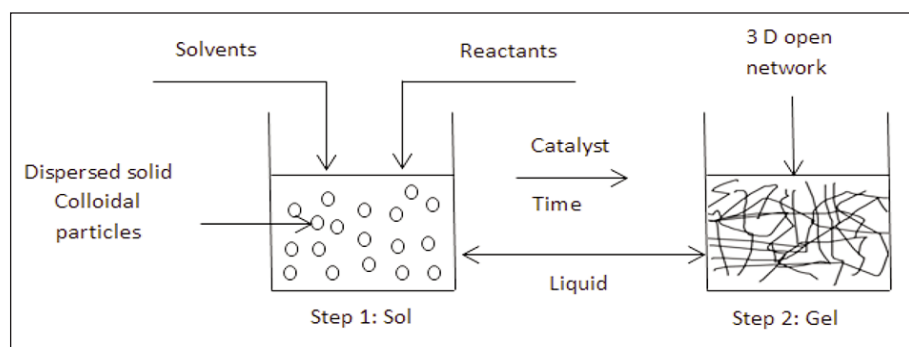 Solvents
Reactants
3 D open
network
Dispersed solid
Colloidal
particles
Catalyst
Time
Liquid
Step 1: Sol
Step 2: Gel